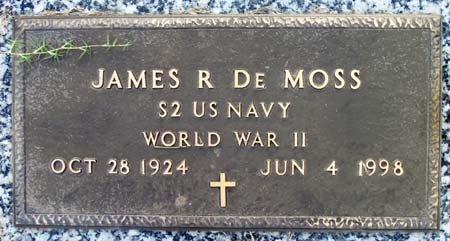 JAMES R DE MOSS
S2 US NAVY
WORLD WAR II
OCT 28 1924 JUN 4 1998